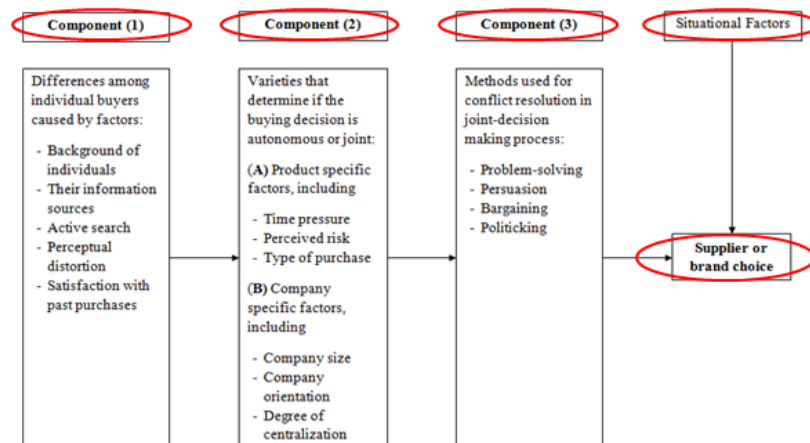 Component (1)
Component (2)
Component (3)
Situational Factors
Differences among
individual buyers
caused by factors:
- Background of
individuals
- Their information
sources
- Active search
- Perceptual
distortion
- Satisfaction with
past purchases
Varieties that
determine if the
buying decision is
autonomous or joint:
(A) Product specific
factors, including
- Time pressure
- Perceived risk
- Type of purchase
(B) Company
specific factors,
including
- Company size
- Company
orientation
- Degree of
centralization
Methods used for
conflict resolution in
joint-decision
making process:
- Problem-solving
- Persuasion
- Bargaining
- Politicking
Supplier or
brand choice